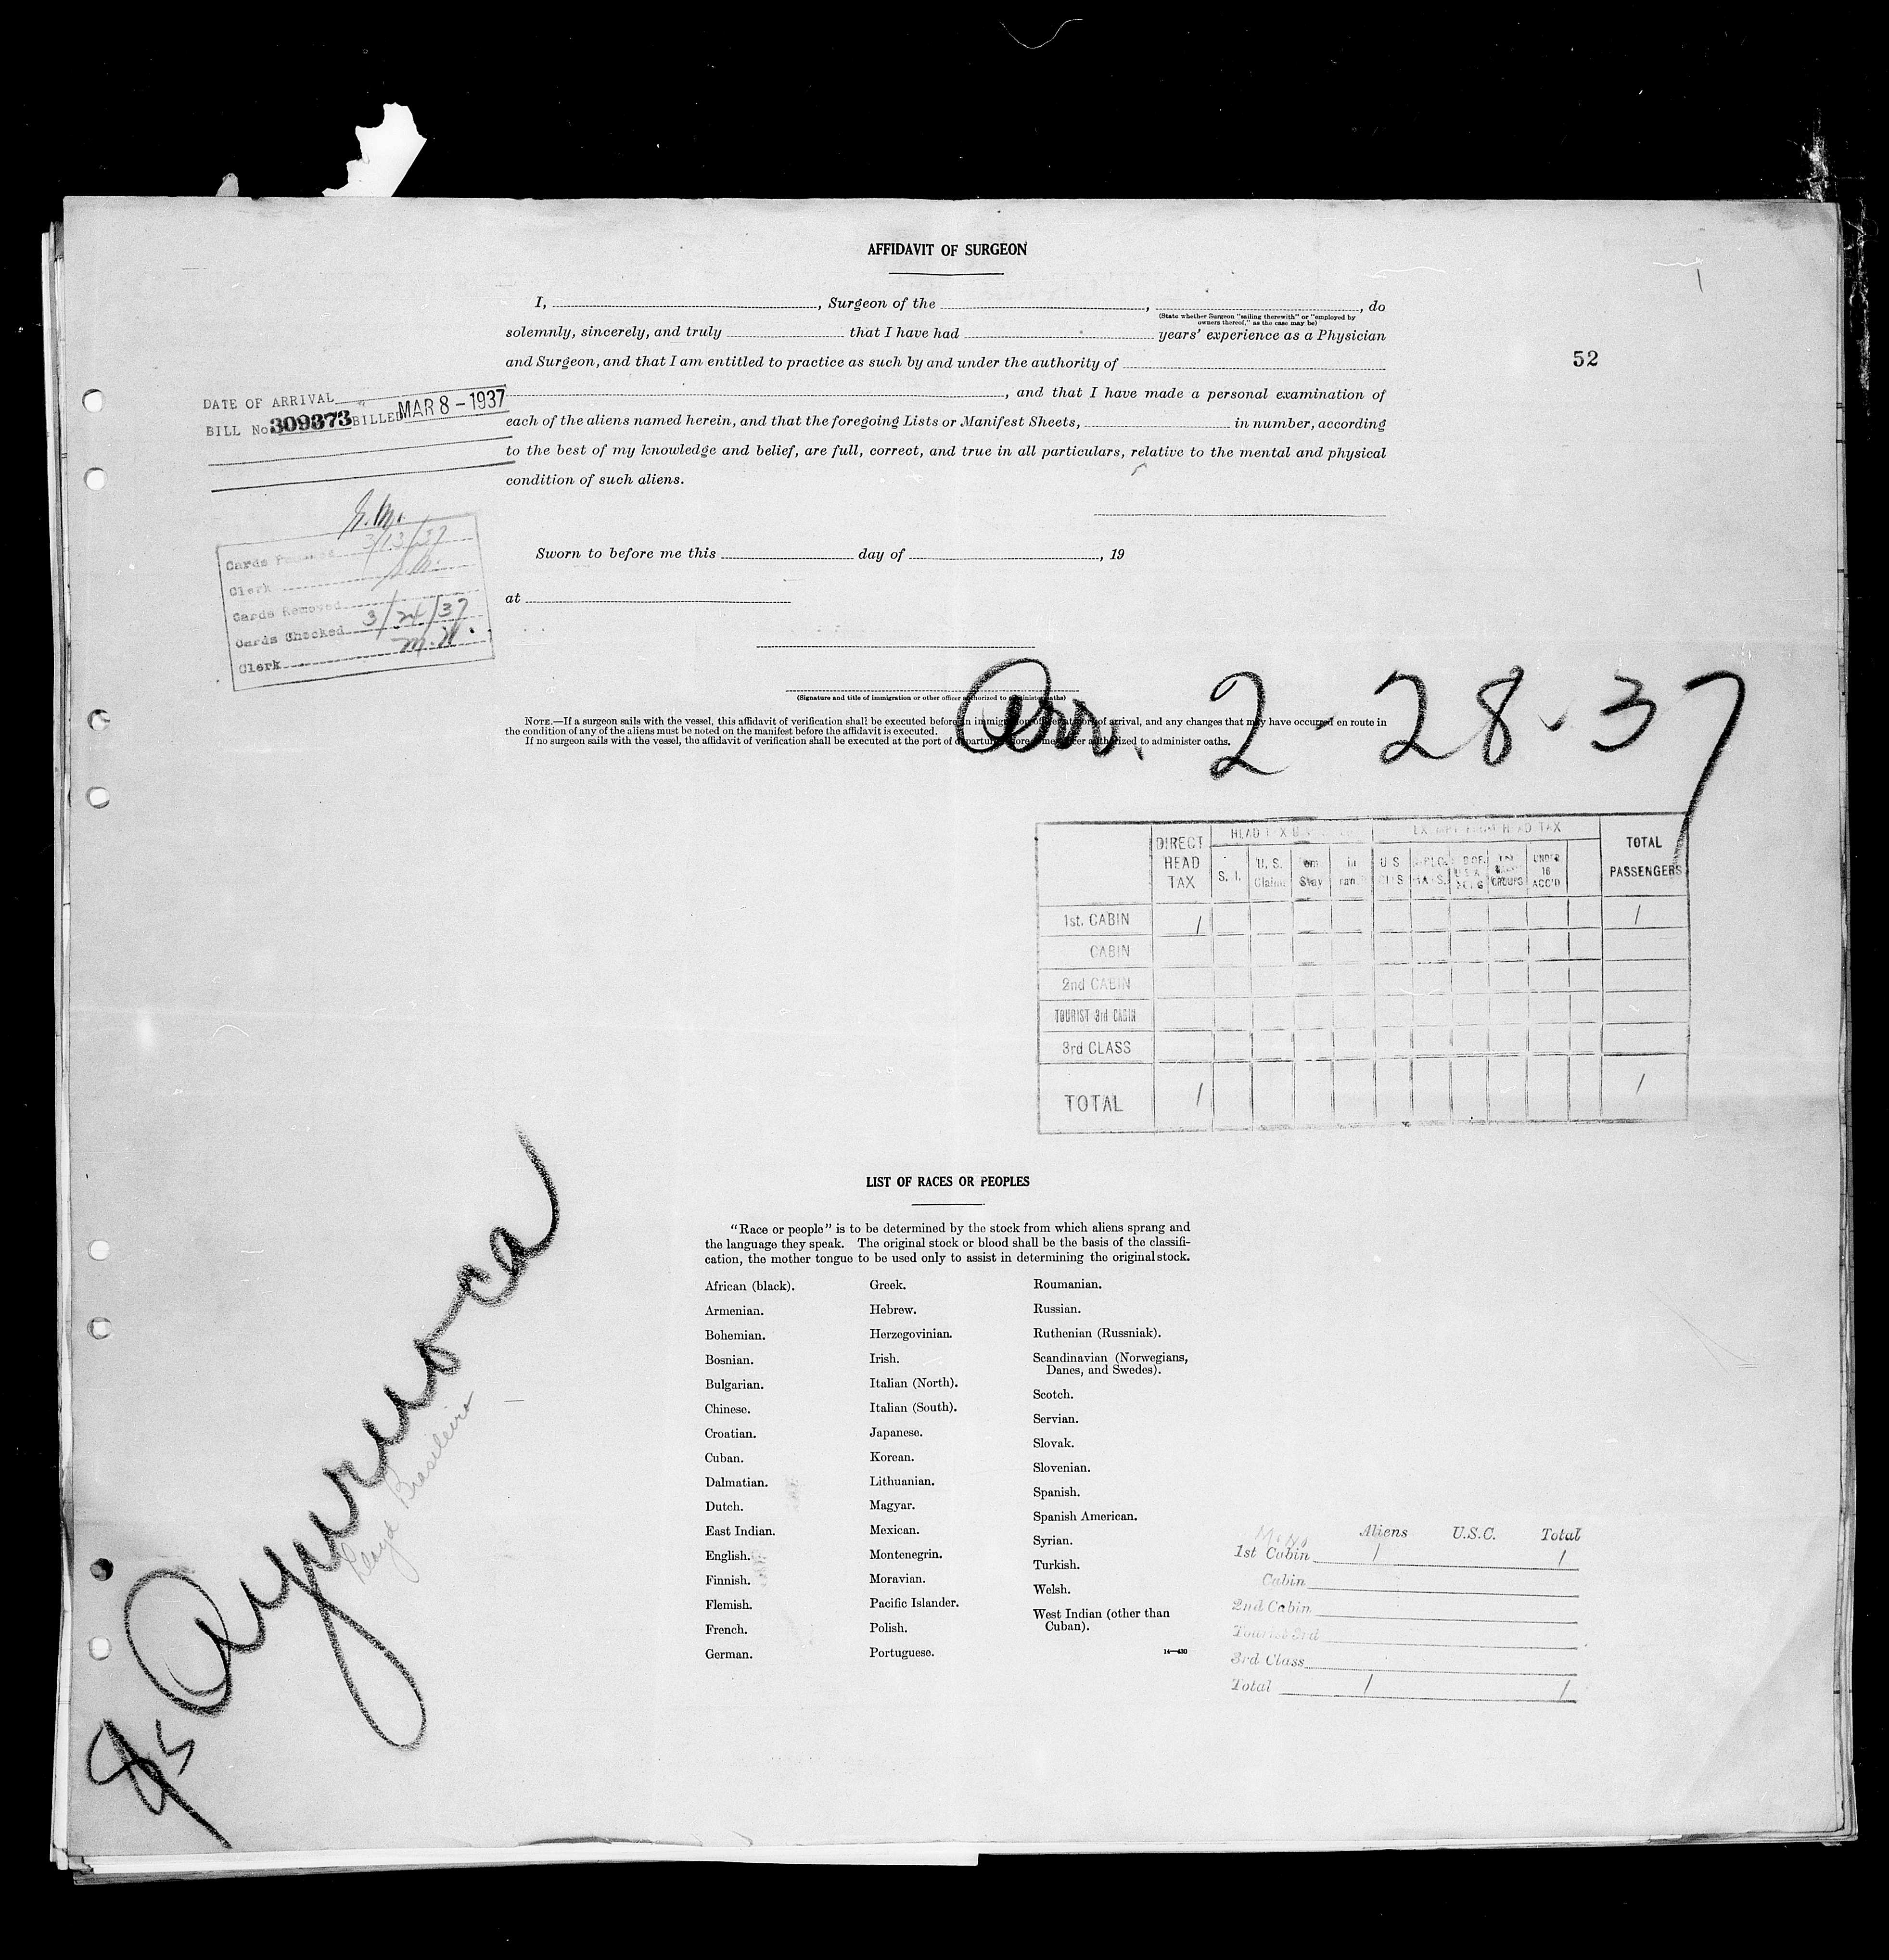 AFFIDAVIT OF SURGEON
I, , Surgeon of the , , do
(State whether Surgeon "sailing therewith" or "employed by
owners thereof," as the case may be)
solemnly, sincerely, and truly that I have had years' experience as a Physician
and Surgeon, and that I am entitled to practice as such by and under the authority of
, and that I have made a personal examination of
each of the aliens named herein, and that the foregoing Lists or Manifest Sheets, in number, according
to the best of my knowledge and belief, are full, correct, and true in all particulars, relative to the mental and physical
condition of such aliens.
52
DATE OF ARRIVAL
BILL No 309373 BILLED MAR 8 - 1937
Cards 3/13/37
Clerk
Cards Removed
Cards Checked 3/24/37
Clerk
Sworn to before me this day of , 19
at
(Signature and title of immigration or other officer authorized to administer oaths)
NOTE.—If a surgeon sails with the vessel, this affidavit of verification shall be executed before an immigration officer at port of arrival, and any changes that may have occurred en route in
the condition of any of the aliens must be noted on the manifest before the affidavit is executed.
If no surgeon sails with the vessel, the affidavit of verification shall be executed at the port of departure before some officer authorized to administer oaths.
Arr. 2-28-37
DIRECT HEAD TAX
S. I.
U. S. Claim
Stay
UNDER 16 ACC'D
TOTAL PASSENGERS
1st. CABIN 1 1
CABIN
2nd CABIN
TOURIST 3rd CABIN
3rd CLASS
TOTAL 1 1
LIST OF RACES OR PEOPLES
"Race or people" is to be determined by the stock from which aliens sprang and
the language they speak. The original stock or blood shall be the basis of the classifi-
cation, the mother tongue to be used only to assist in determining the original stock.
African (black).
Armenian.
Bohemian.
Bosnian.
Bulgarian.
Chinese.
Croatian.
Cuban.
Dalmatian.
Dutch.
East Indian.
English.
Finnish.
Flemish.
French.
German.
Greek.
Hebrew.
Herzegovinian.
Irish.
Italian (North).
Italian (South).
Japanese.
Korean.
Lithuanian.
Magyar.
Mexican.
Montenegrin.
Moravian.
Pacific Islander.
Polish.
Portuguese.
Roumanian.
Russian.
Ruthenian (Russniak).
Scandinavian (Norwegians,
Danes, and Swedes).
Scotch.
Servian.
Slovak.
Slovenian.
Spanish.
Spanish American.
Syrian.
Turkish.
Welsh.
West Indian (other than
Cuban).
14—430
Aliens U.S.C. Total
1st Cabin 1 1
Cabin
2nd Cabin
Tourist 3rd
3rd Class
Total 1 1
SS Ayuruoca
Lloyd Brasileiro